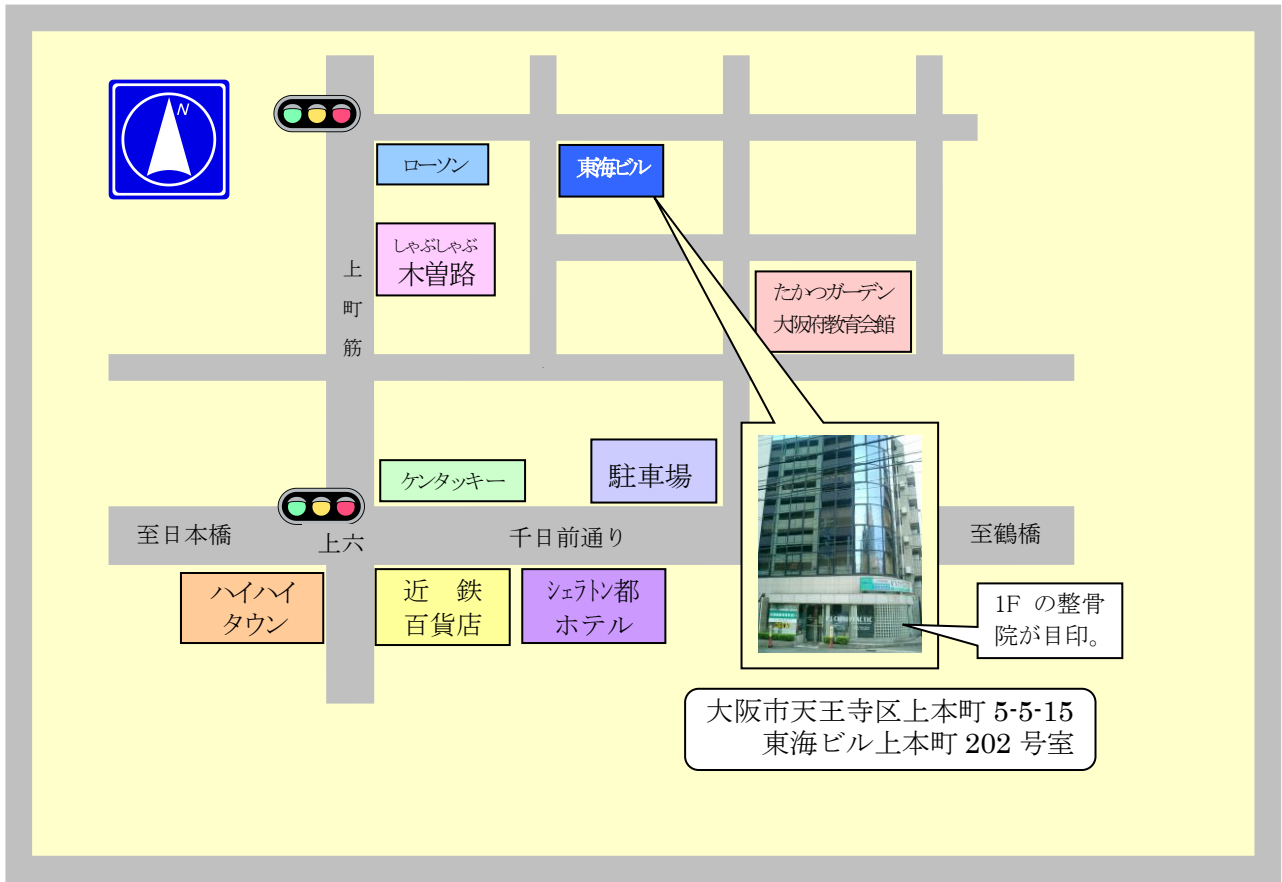 N
ローソン
東海ビル
しゃぶしゃぶ
木曽路
上
町
筋
たかつガーデン
大阪府教育会館
ケンタッキー
駐車場
至日本橋
上六
千日前通り
至鶴橋
ハイハイ
タウン
近 鉄
百貨店
シェラトン都
ホテル
1F の整骨
院が目印。
大阪市天王寺区上本町 5-5-15
東海ビル上本町 202 号室